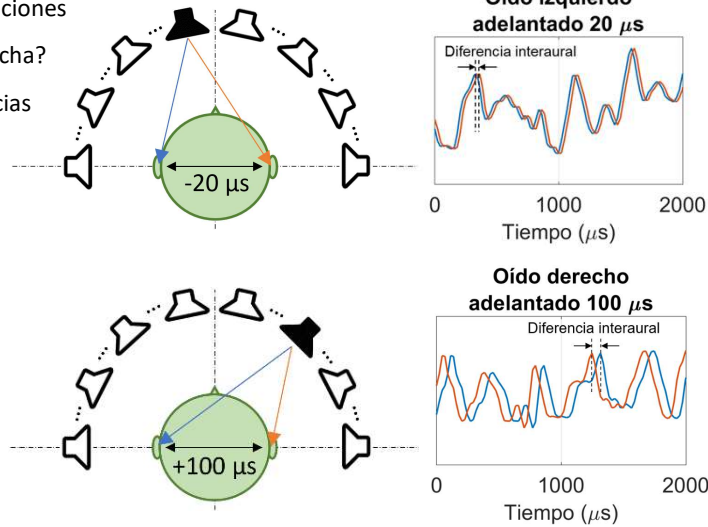 ciones
cha?
cias
Oído izquierdo
adelantado 20 μs
Diferencia interaural
-20 μs
0
1000
2000
Tiempo (μs)
Oído derecho
adelantado 100 μs
Diferencia interaural
+100 μs
0
1000
2000
Tiempo (μs)